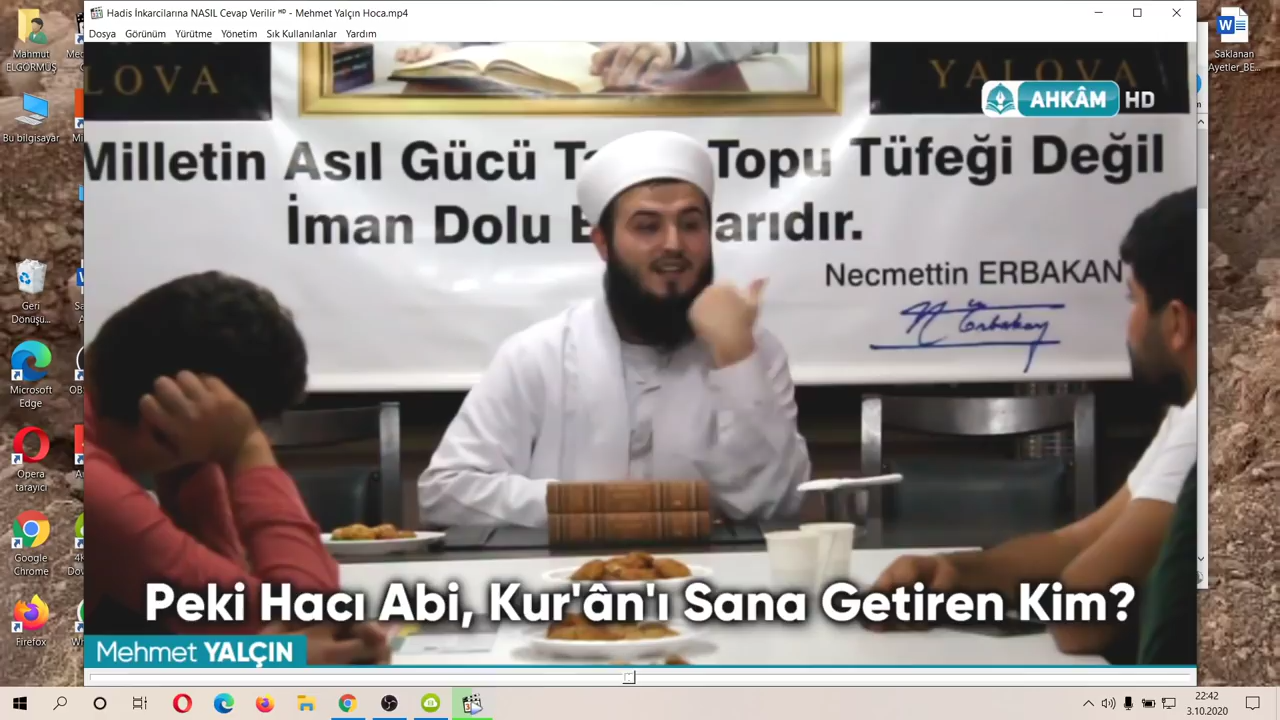 Hadis İnkarcilarına NASIL Cevap Verilir ᴴᴰ - Mehmet Yalçın Hoca.mp4
Dosya Görünüm Yürütme Yönetim Sık Kullanılanlar Yardım
Mahmut ELGÖRMÜŞ
Bu bilgisayar
Geri Dönüşü...
Microsoft Edge
Opera tarayıcı
Google Chrome
Firefox
Saklanan Ayetler_BE...
YALOVA
AHKÂM HD
Milletin Asıl Gücü Topu Tüfeği Değil
İman Dolu
Necmettin ERBAKAN
Peki Hacı Abi, Kur'ân'ı Sana Getiren Kim?
Mehmet YALÇIN
22:42
3.10.2020